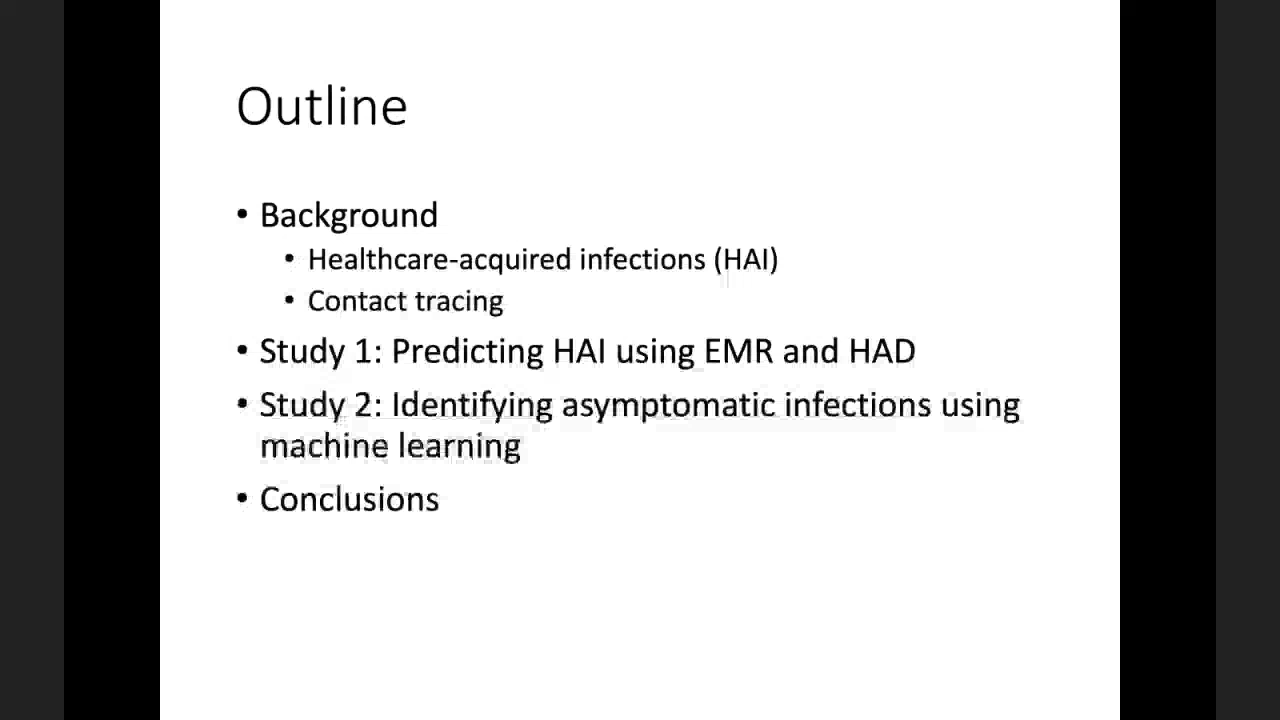 Outline
• Background
• Healthcare-acquired infections (HAI)
• Contact tracing
• Study 1: Predicting HAI using EMR and HAD
• Study 2: Identifying asymptomatic infections using
machine learning
• Conclusions